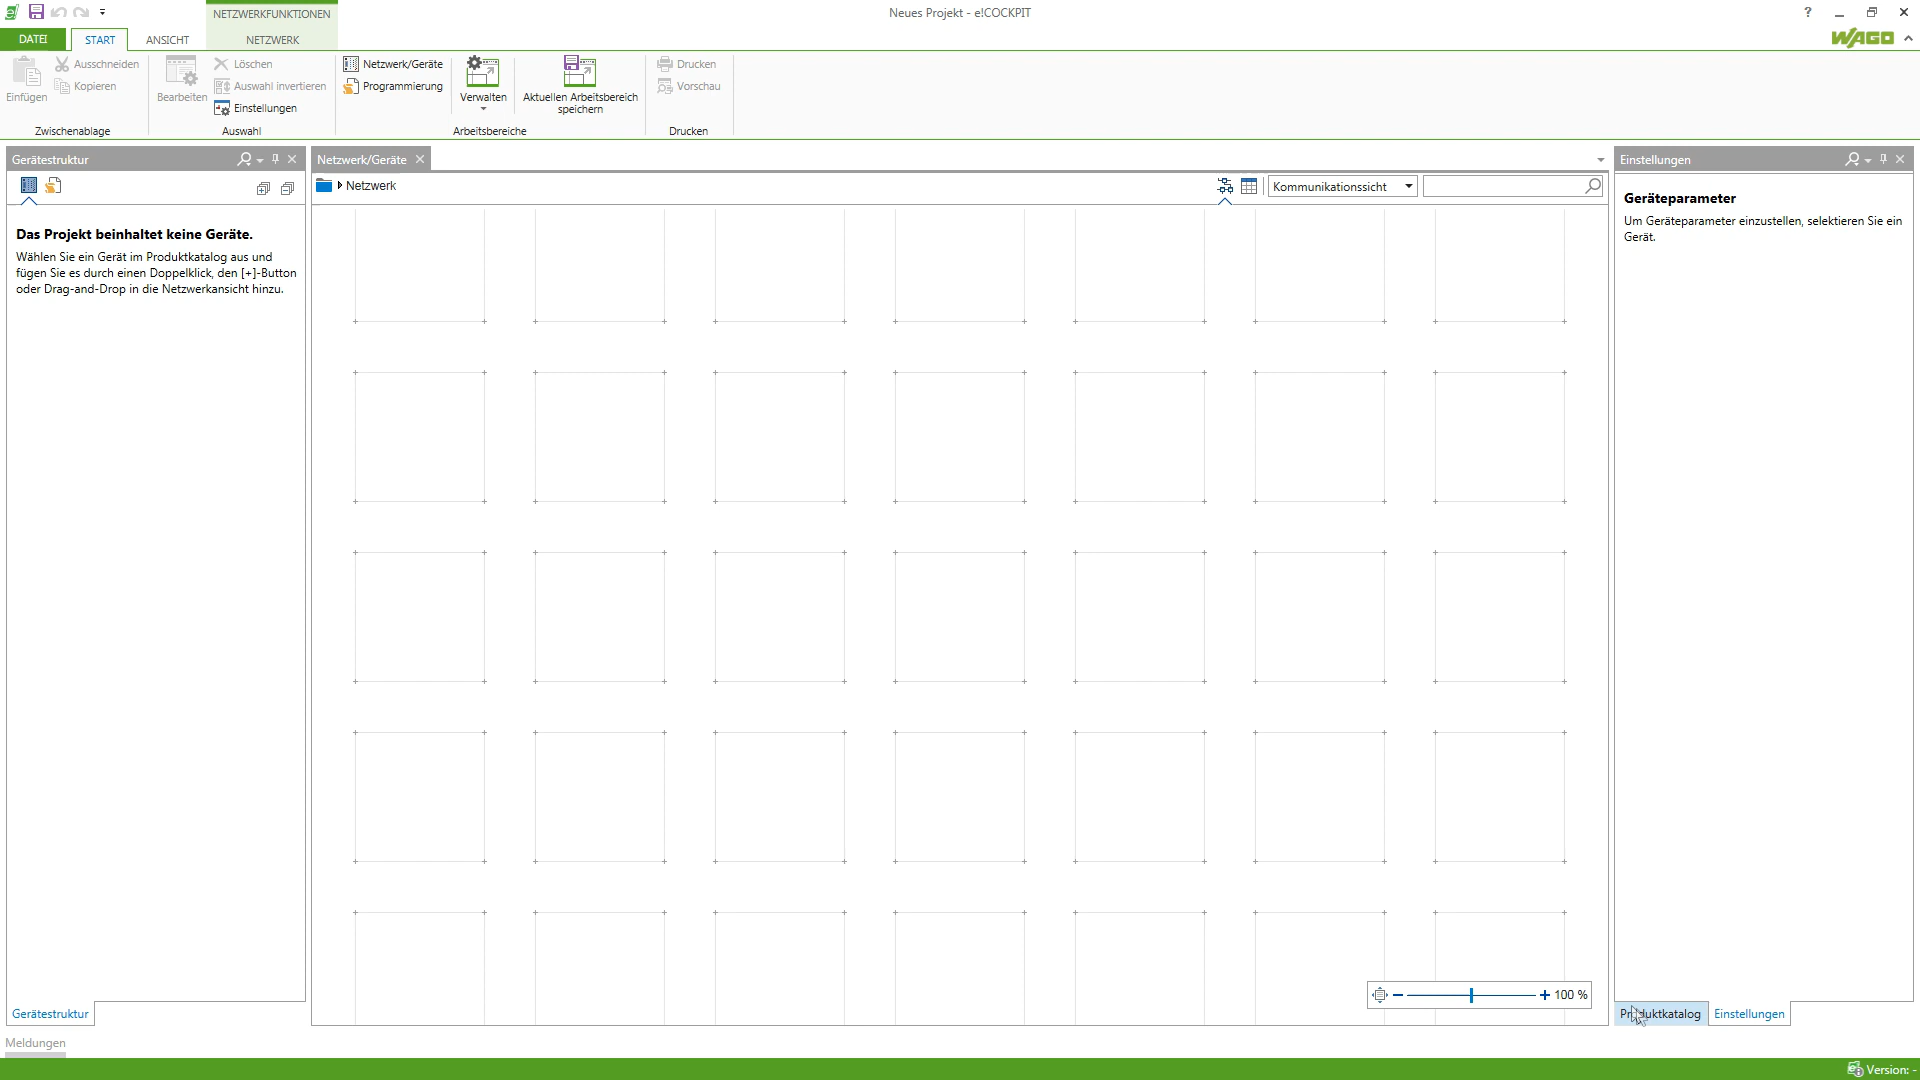 NETZWERKFUNKTIONEN
Neues Projekt - e!COCKPIT
?
DATEI
START
ANSICHT
NETZWERK
WAGO
Einfügen
Ausschneiden
Kopieren
Zwischenablage
Bearbeiten
Löschen
Auswahl invertieren
Einstellungen
Auswahl
Netzwerk/Geräte
Programmierung
Verwalten
Aktuellen Arbeitsbereich
speichern
Arbeitsbereiche
Drucken
Vorschau
Drucken
Gerätestruktur
Das Projekt beinhaltet keine Geräte.
Wählen Sie ein Gerät im Produktkatalog aus und
fügen Sie es durch einen Doppelklick, den [+]-Button
oder Drag-and-Drop in die Netzwerkansicht hinzu.
Gerätestruktur
Netzwerk/Geräte
Netzwerk
Kommunikationssicht
100 %
Einstellungen
Geräteparameter
Um Geräteparameter einzustellen, selektieren Sie ein
Gerät.
Produktkatalog
Einstellungen
Meldungen
Version: -